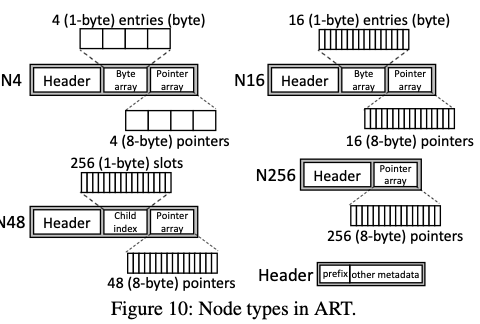 4 (1-byte) entries (byte)
N4
Header
Byte
array
Pointer
array
4 (8-byte) pointers
16 (1-byte) entries (byte)
N16
Header
Byte
array
Pointer
array
16 (8-byte) pointers
256 (1-byte) slots
N48
Header
Child
index
Pointer
array
48 (8-byte) pointers
N256
Header
Pointer
array
256 (8-byte) pointers
Header
prefix other metadata
Figure 10: Node types in ART.